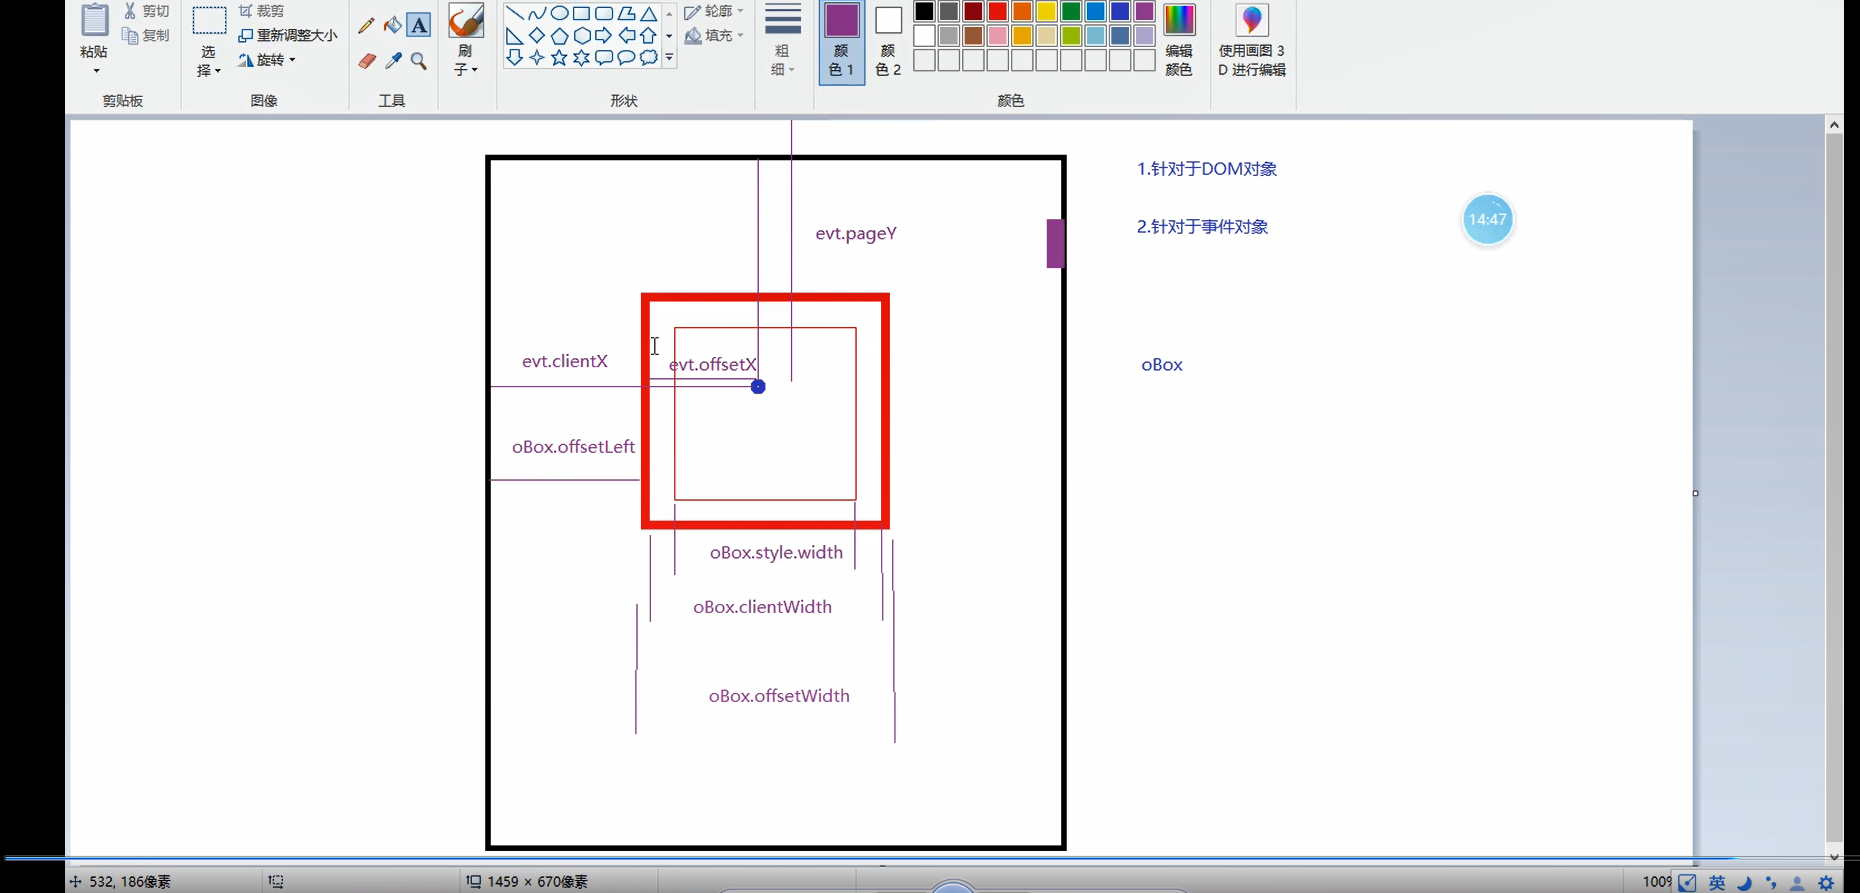 剪切
复制
粘贴
剪贴板
裁剪
重新调整大小
旋转
选
择
图像
A
工具
刷
子
轮廓
填充
形状
粗
细
颜
色 1
颜
色 2
编辑
颜色
颜色
使用画图 3
D 进行编辑
1.针对于DOM对象
2.针对于事件对象
14:47
evt.pageY
evt.clientX
evt.offsetX
oBox
oBox.offsetLeft
oBox.style.width
oBox.clientWidth
oBox.offsetWidth
532, 186像素
1459 × 670像素
100%
英